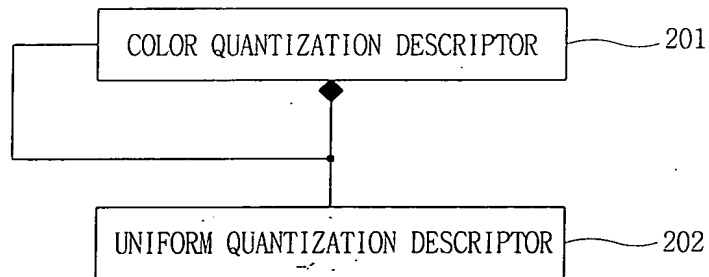 COLOR QUANTIZATION DESCRIPTOR
201
UNIFORM QUANTIZATION DESCRIPTOR
202